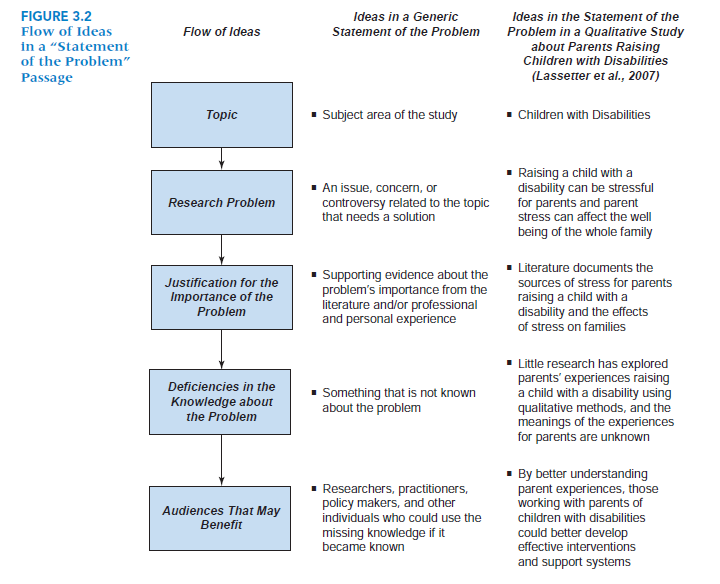 FIGURE 3.2
Flow of Ideas
in a “Statement
of the Problem”
Passage
Flow of Ideas
Ideas in a Generic
Statement of the Problem
Ideas in the Statement of the
Problem in a Qualitative Study
about Parents Raising
Children with Disabilities
(Lassetter et al., 2007)
Topic
▪ Subject area of the study
▪ Children with Disabilities
Research Problem
▪ An issue, concern, or
controversy related to the topic
that needs a solution
▪ Raising a child with a
disability can be stressful
for parents and parent
stress can affect the well
being of the whole family
Justification for the
Importance of the
Problem
▪ Supporting evidence about the
problem’s importance from the
literature and/or professional
and personal experience
▪ Literature documents the
sources of stress for parents
raising a child with a
disability and the effects
of stress on families
Deficiencies in the
Knowledge about
the Problem
▪ Something that is not known
about the problem
▪ Little research has explored
parents’ experiences raising
a child with a disability using
qualitative methods, and the
meanings of the experiences
for parents are unknown
Audiences That May
Benefit
▪ Researchers, practitioners,
policy makers, and other
individuals who could use the
missing knowledge if it
became known
▪ By better understanding
parent experiences, those
working with parents of
children with disabilities
could better develop
effective interventions
and support systems